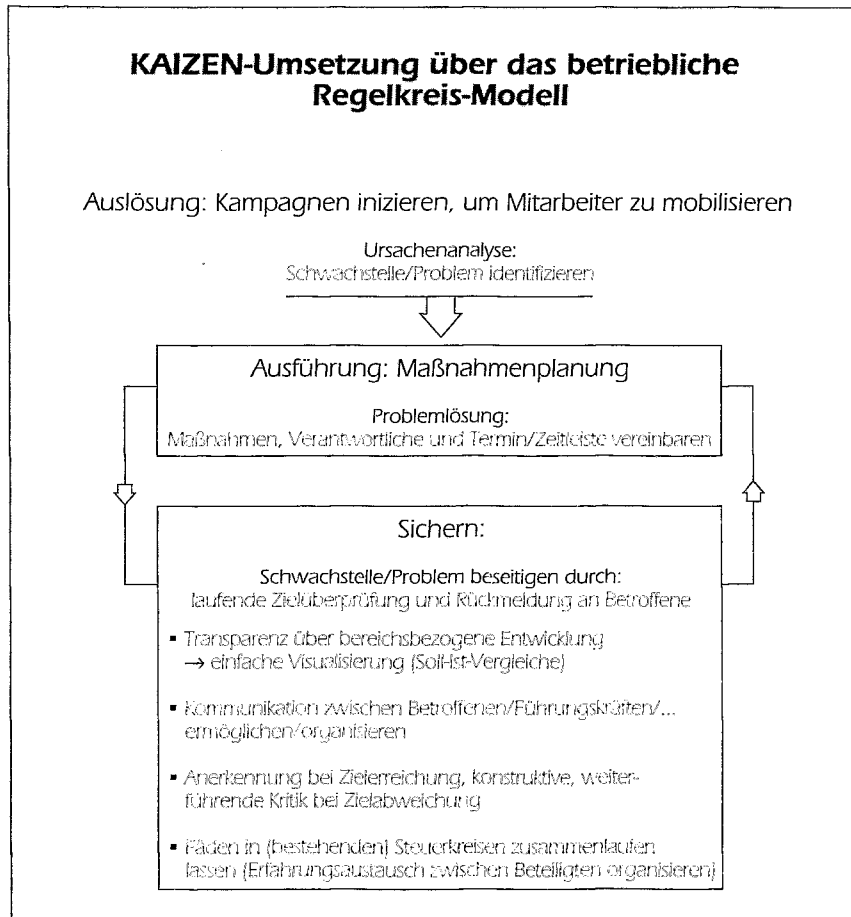 KAIZEN-Umsetzung über das betriebliche
Regelkreis-Modell
Auslösung: Kampagnen inizieren, um Mitarbeiter zu mobilisieren
Ursachenanalyse:
Schwachstelle/Problem identifizieren
Ausführung: Maßnahmenplanung
Problemlösung:
Maßnahmen, Verantwortliche und Termin/Zeitleiste vereinbaren
Sichern:
Schwachstelle/Problem beseitigen durch:
laufende Zielüberprüfung und Rückmeldung an Betroffene
▪ Transparenz über bereichsbezogene Entwicklung
→ einfache Visualisierung (Soll-Ist-Vergleiche)
▪ Kommunikation zwischen Betroffenen/Führungskräften/...
ermöglichen/organisieren
▪ Anerkennung bei Zielerreichung, konstruktive, weiter-
führende Kritik bei Zielabweichung
▪ Fäden in (bestehenden) Steuerkreisen zusammenlaufen
lassen (Erfahrungsaustausch zwischen Beteiligten organisieren)